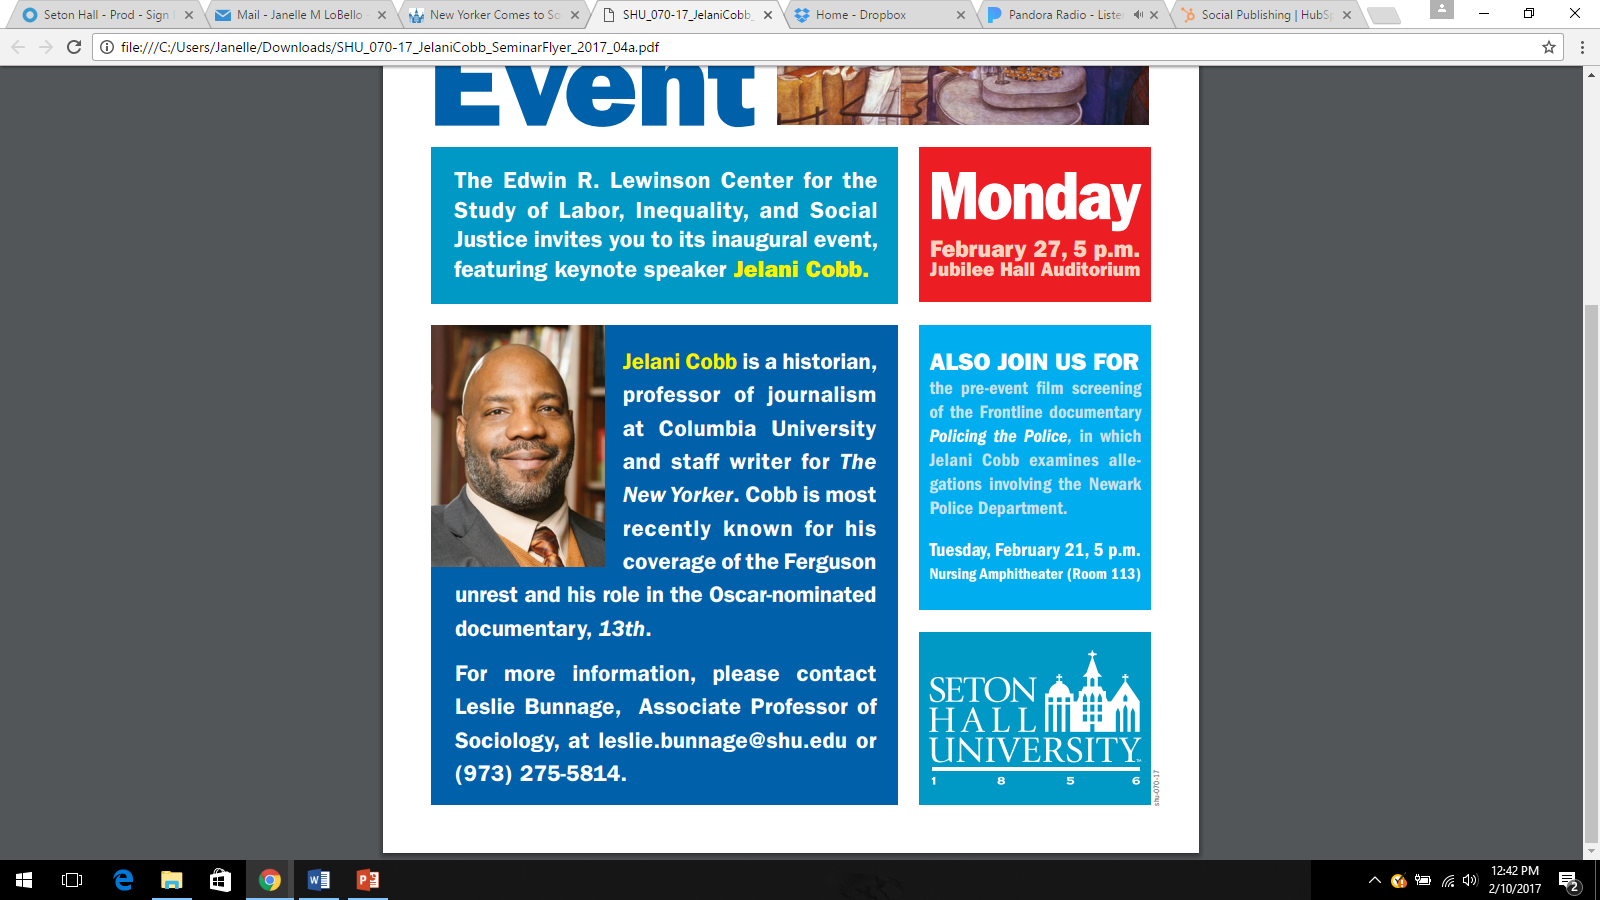 Seton Hall - Prod - Sign
Mail - Janelle M LoBello -
New Yorker Comes to So
SHU_070-17_JelaniCobb_
Home - Dropbox
Pandora Radio - Listen
Social Publishing | HubSp
file:///C:/Users/Janelle/Downloads/SHU_070-17_JelaniCobb_SeminarFlyer_2017_04a.pdf
Event
The Edwin R. Lewinson Center for the
Study of Labor, Inequality, and Social
Justice invites you to its inaugural event,
featuring keynote speaker Jelani Cobb.
Monday
February 27, 5 p.m.
Jubilee Hall Auditorium
Jelani Cobb is a historian,
professor of journalism
at Columbia University
and staff writer for The
New Yorker. Cobb is most
recently known for his
coverage of the Ferguson
unrest and his role in the Oscar-nominated
documentary, 13th.
For more information, please contact
Leslie Bunnage, Associate Professor of
Sociology, at leslie.bunnage@shu.edu or
(973) 275-5814.
ALSO JOIN US FOR
the pre-event film screening
of the Frontline documentary
Policing the Police, in which
Jelani Cobb examines alle-
gations involving the Newark
Police Department.
Tuesday, February 21, 5 p.m.
Nursing Amphitheater (Room 113)
SETON
HALL
UNIVERSITY
1 8 5 6
shu-070-17
12:42 PM
2/10/2017
2